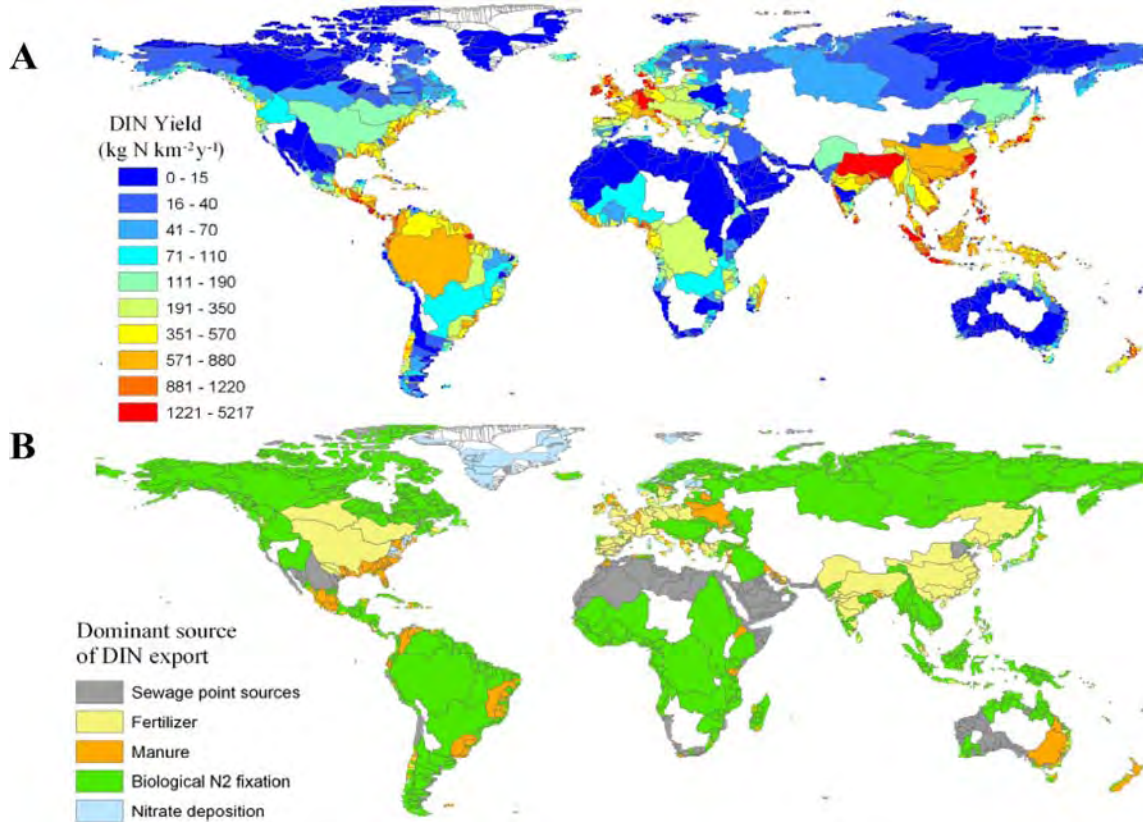 A
DIN Yield
(kg N km-2 y-1)
0 - 15
16 - 40
41 - 70
71 - 110
111 - 190
191 - 350
351 - 570
571 - 880
881 - 1220
1221 - 5217
B
Dominant source
of DIN export
Sewage point sources
Fertilizer
Manure
Biological N2 fixation
Nitrate deposition